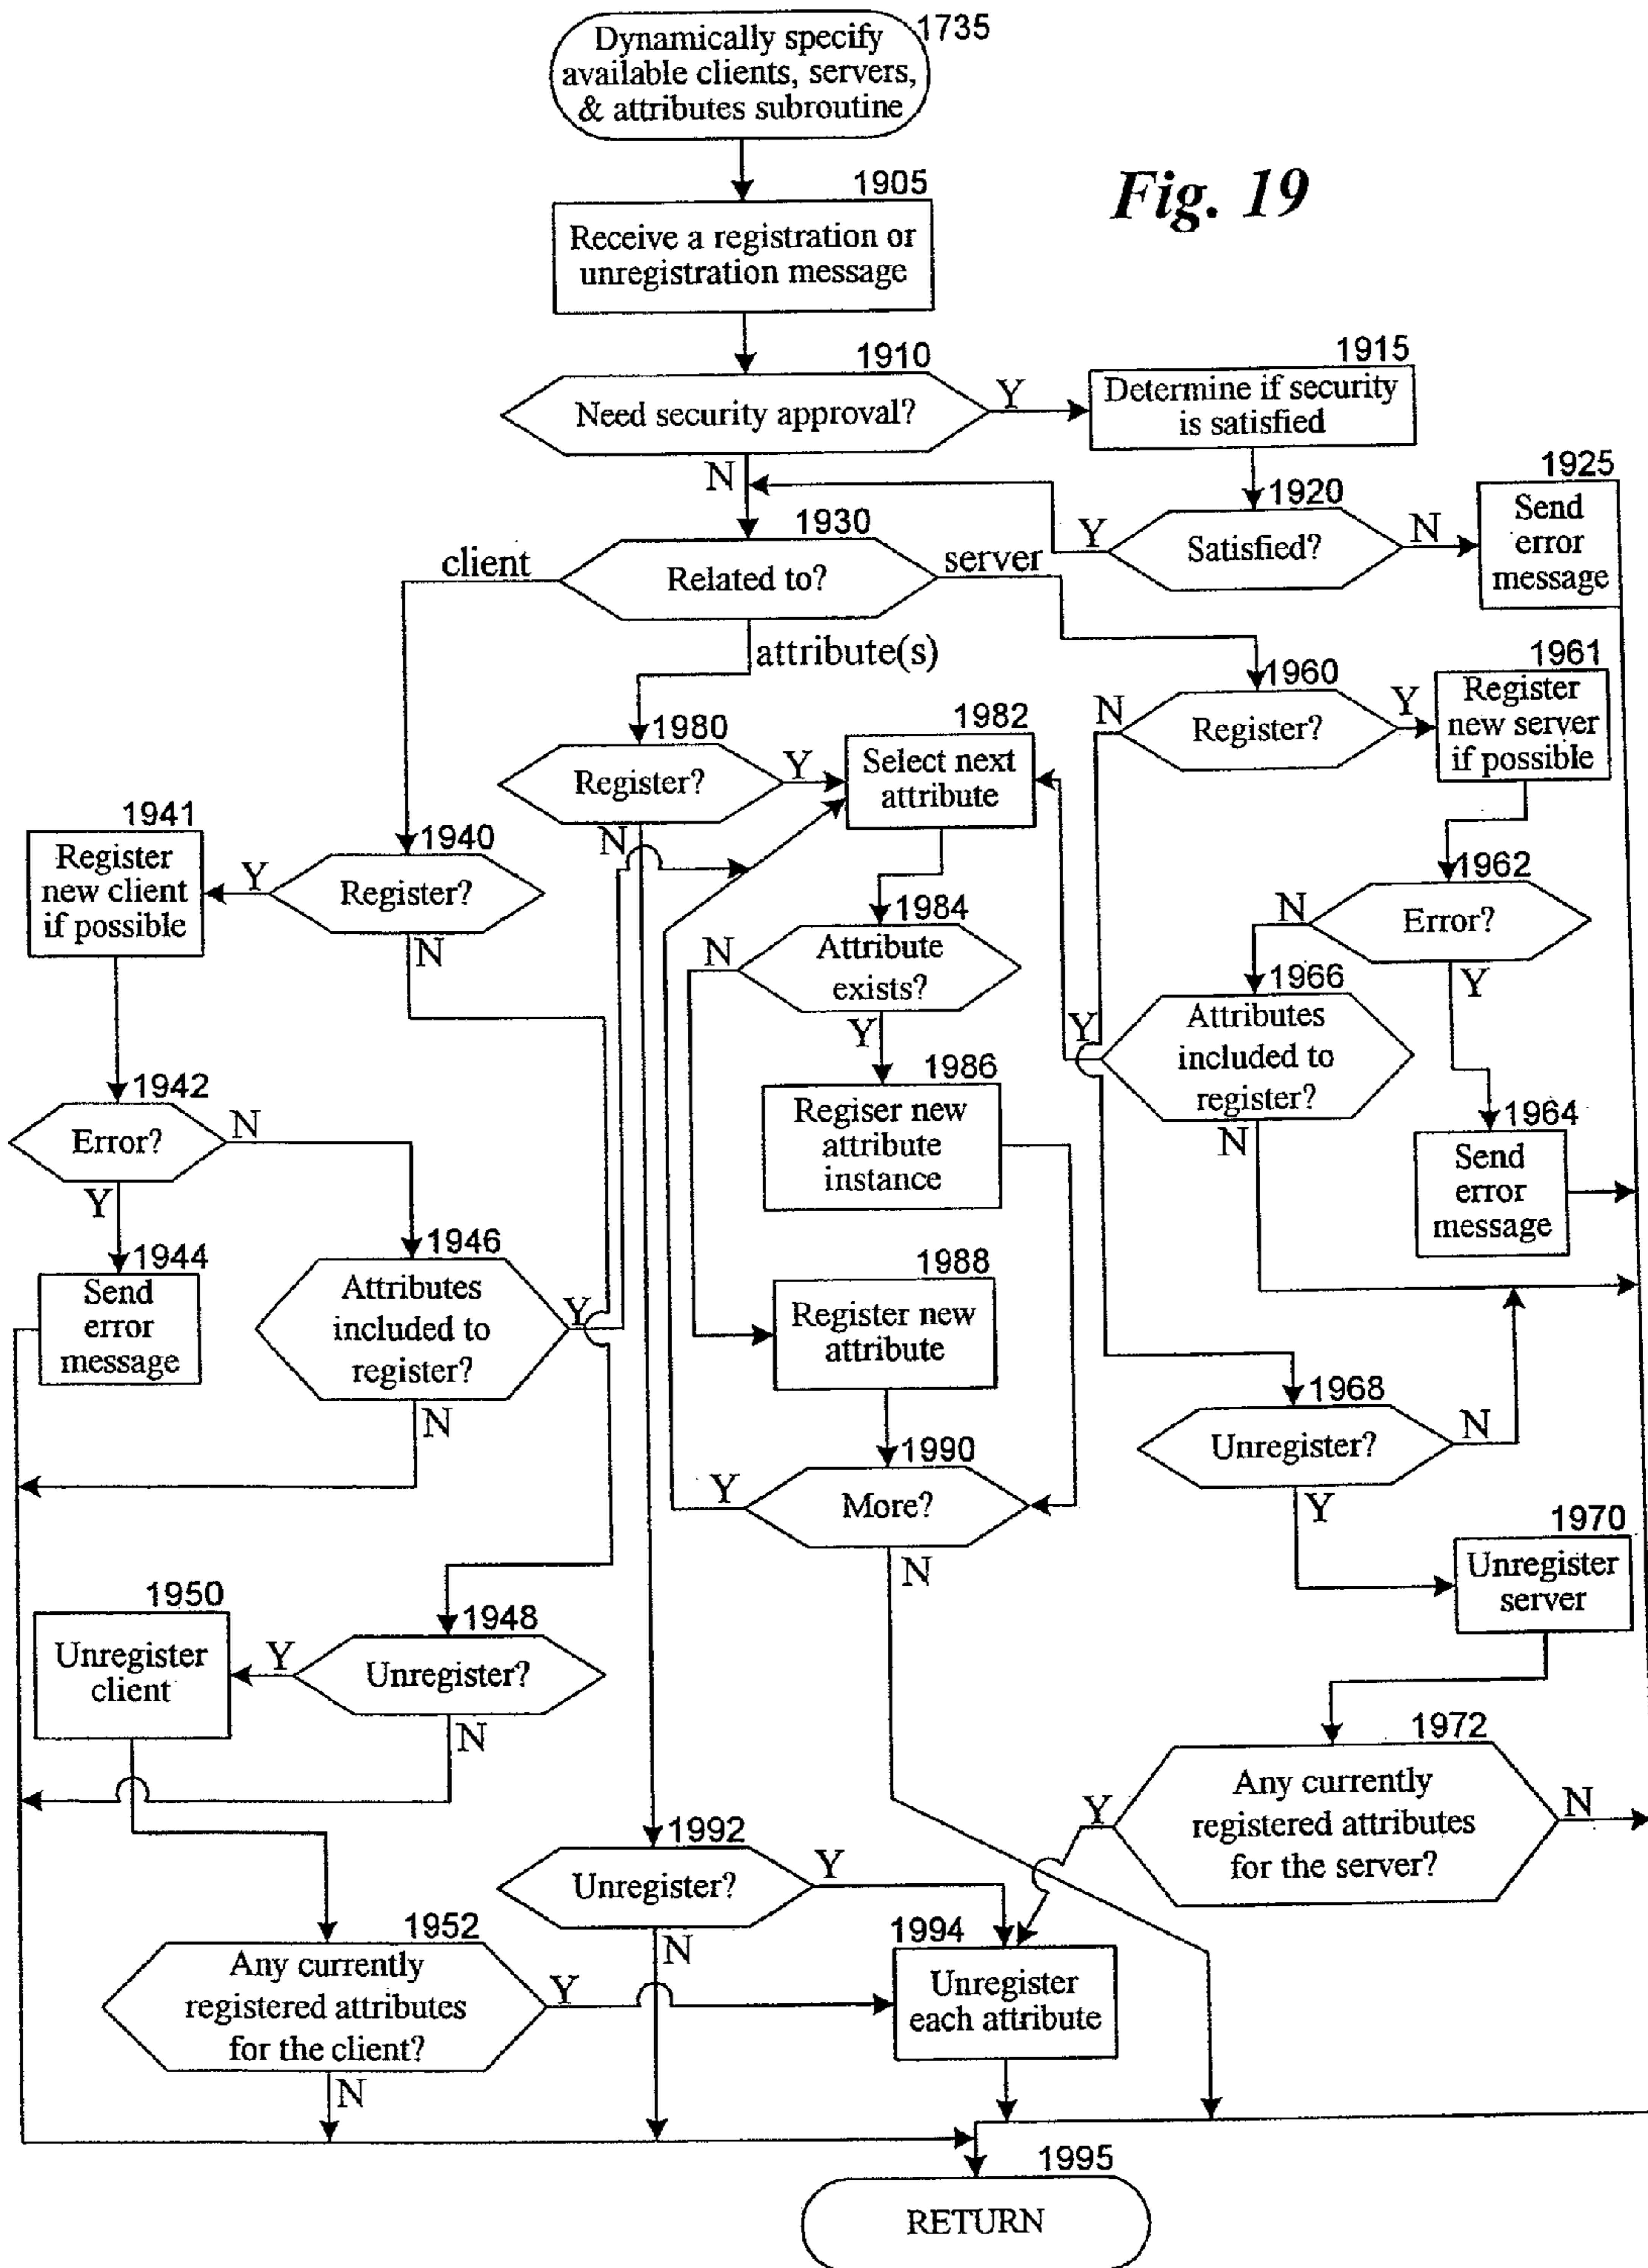 Dynamically specify
available clients, servers,
& attributes subroutine
1735
Fig. 19
1905
Receive a registration or
unregistration message
1910
Need security approval?
Y
N
1915
Determine if security
is satisfied
1920
Satisfied?
Y
N
1925
Send
error
message
1930
Related to?
client
server
attribute(s)
1960
Register?
N
Y
1961
Register
new server
if possible
1980
Register?
Y
N
1982
Select next
attribute
1941
Register
new client
if possible
1940
Register?
Y
N
1984
Attribute
exists?
N
Y
1962
Error?
N
Y
1966
Attributes
included to
register?
Y
N
1986
Regiser new
attribute
instance
1964
Send
error
message
1942
Error?
N
Y
1944
Send
error
message
1946
Attributes
included to
register?
Y
N
1988
Register new
attribute
1990
More?
Y
N
1968
Unregister?
N
Y
1970
Unregister
server
1950
Unregister
client
1948
Unregister?
Y
N
1972
Any currently
registered attributes
for the server?
Y
N
1992
Unregister?
Y
N
1952
Any currently
registered attributes
for the client?
Y
N
1994
Unregister
each attribute
1995
RETURN